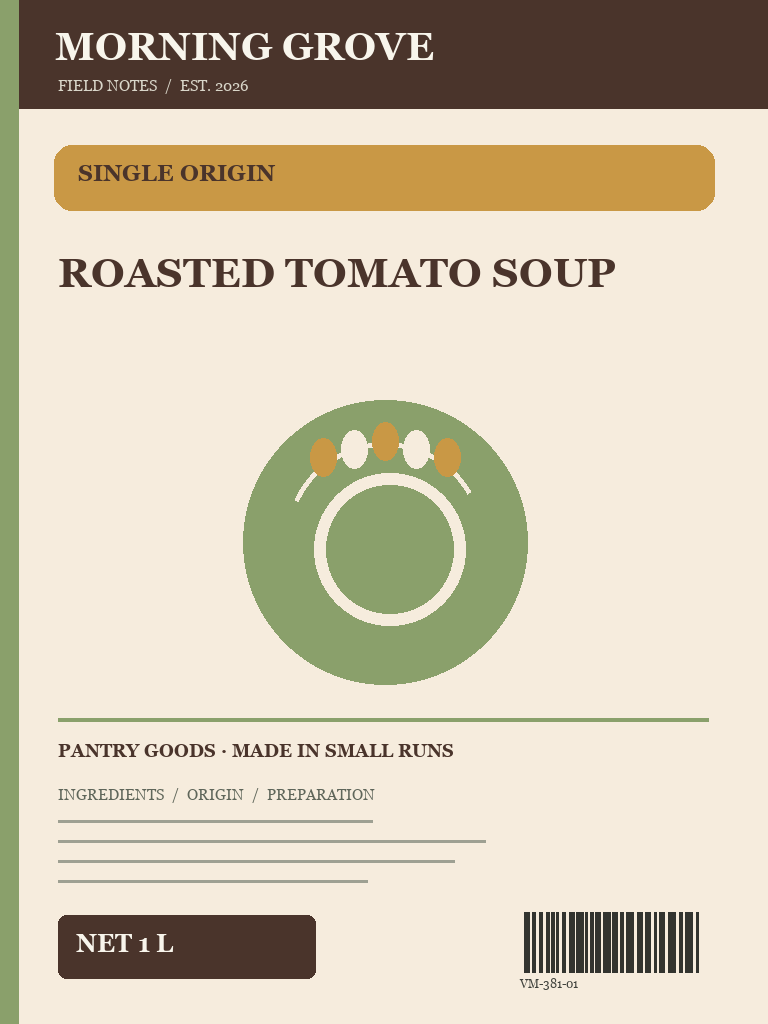 MORNING GROVE
FIELD NOTES / EST. 2026
SINGLE ORIGIN
ROASTED TOMATO SOUP
PANTRY GOODS · MADE IN SMALL RUNS
INGREDIENTS / ORIGIN / PREPARATION
NET 1 L
VM-381-01